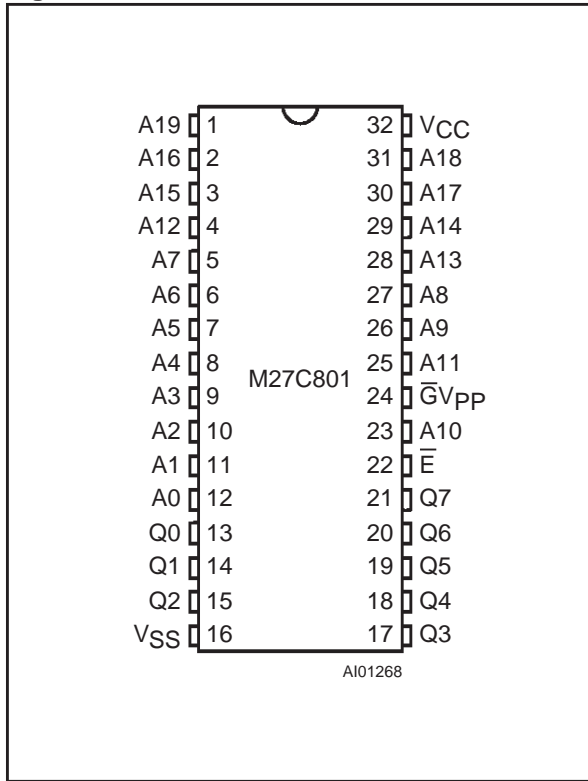 A19 1 32 VCC
A16 2 31 A18
A15 3 30 A17
A12 4 29 A14
A7 5 28 A13
A6 6 27 A8
A5 7 26 A9
A4 8 25 A11
M27C801
A3 9 24 G̅VPP
A2 10 23 A10
A1 11 22 E̅
A0 12 21 Q7
Q0 13 20 Q6
Q1 14 19 Q5
Q2 15 18 Q4
VSS 16 17 Q3
AI01268